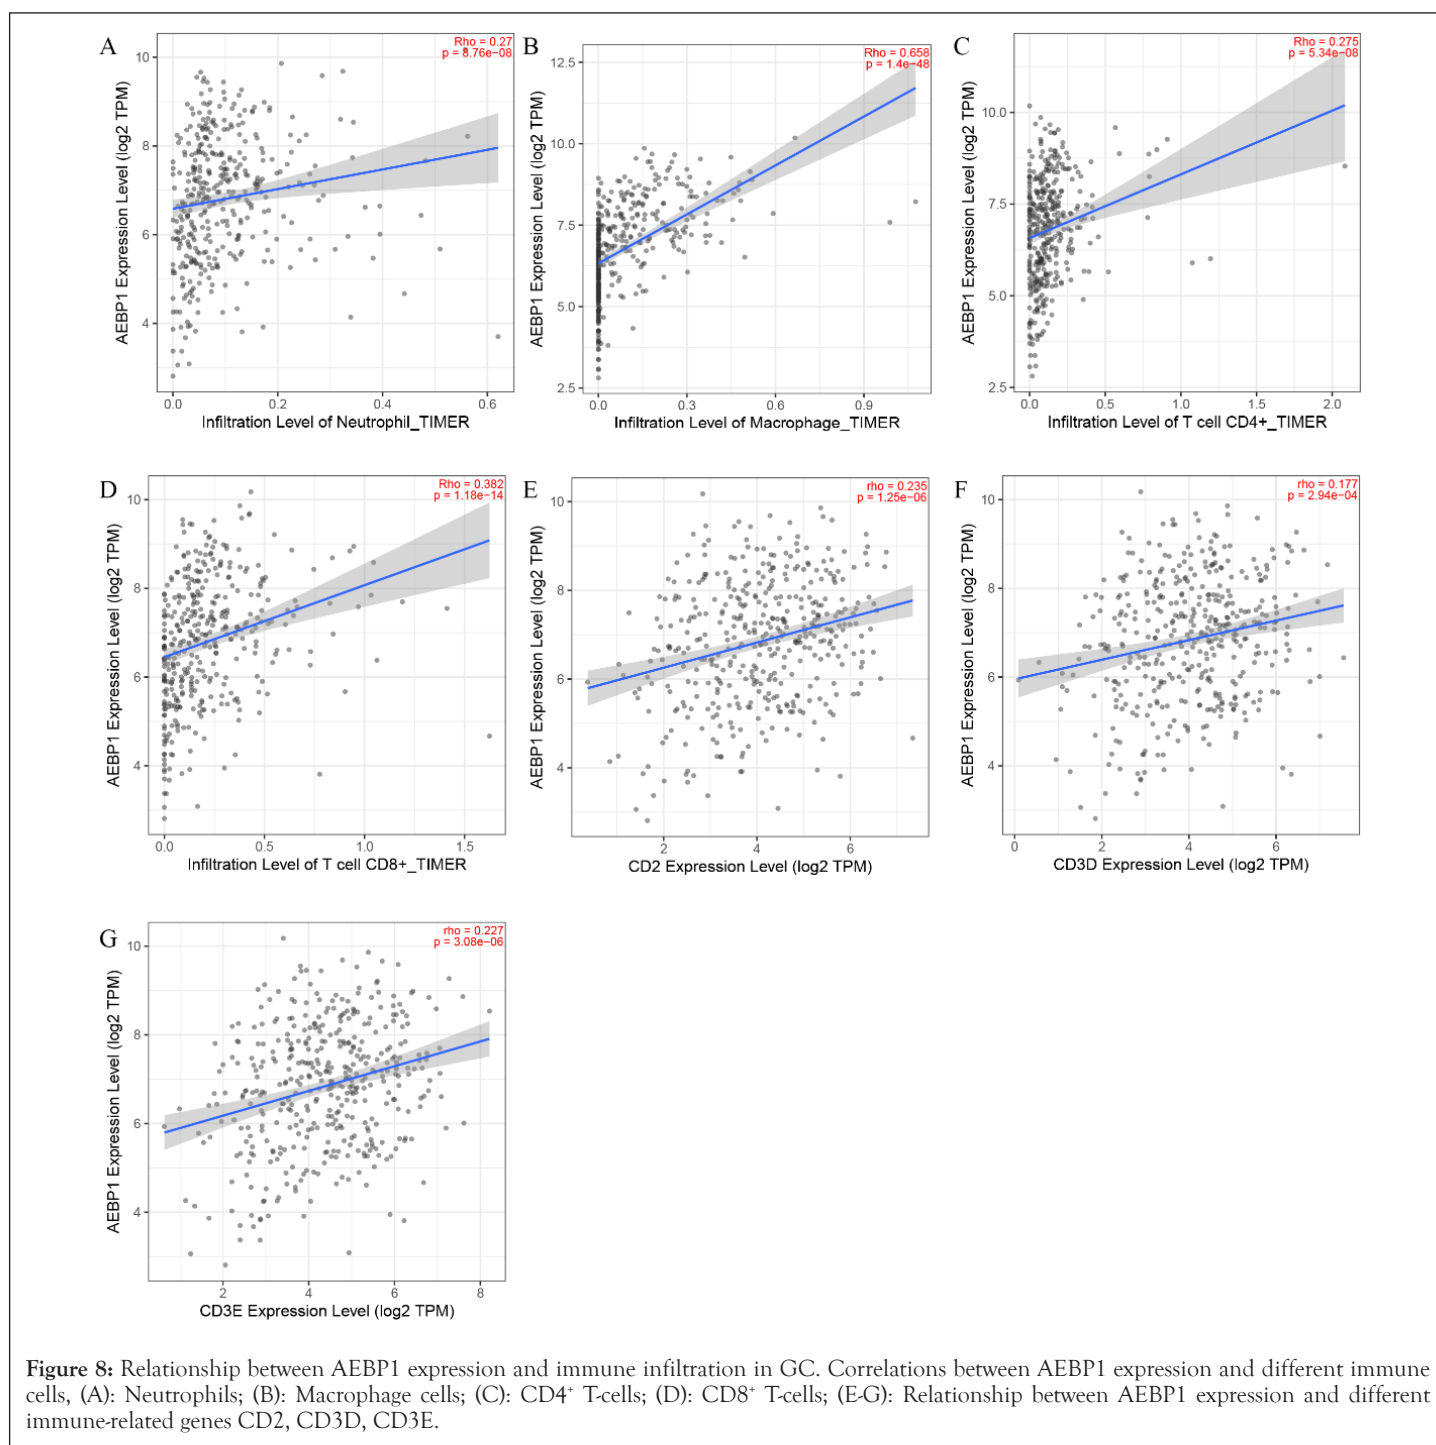 A
Rho = 0.27
p = 8.76e−08
AEBP1 Expression Level (log2 TPM)
10
8
6
4
0.0 0.2 0.4 0.6
Infiltration Level of Neutrophil_TIMER
B
Rho = 0.658
p = 1.4e−48
AEBP1 Expression Level (log2 TPM)
12.5
10.0
7.5
5.0
2.5
0.0 0.3 0.6 0.9
Infiltration Level of Macrophage_TIMER
C
Rho = 0.275
p = 5.34e−08
AEBP1 Expression Level (log2 TPM)
10.0
7.5
5.0
2.5
0.0 0.5 1.0 1.5 2.0
Infiltration Level of T cell CD4+_TIMER
D
Rho = 0.382
p = 1.18e−14
AEBP1 Expression Level (log2 TPM)
10
8
6
4
0.0 0.5 1.0 1.5
Infiltration Level of T cell CD8+_TIMER
E
rho = 0.235
p = 1.25e−06
AEBP1 Expression Level (log2 TPM)
10
8
6
4
2 4 6
CD2 Expression Level (log2 TPM)
F
rho = 0.177
p = 2.94e−04
AEBP1 Expression Level (log2 TPM)
10
8
6
4
0 2 4 6
CD3D Expression Level (log2 TPM)
G
rho = 0.227
p = 3.08e−06
AEBP1 Expression Level (log2 TPM)
10
8
6
4
2 4 6 8
CD3E Expression Level (log2 TPM)
Figure 8: Relationship between AEBP1 expression and immune infiltration in GC. Correlations between AEBP1 expression and different immune
cells, (A): Neutrophils; (B): Macrophage cells; (C): CD4⁺ T-cells; (D): CD8⁺ T-cells; (E-G): Relationship between AEBP1 expression and different
immune-related genes CD2, CD3D, CD3E.